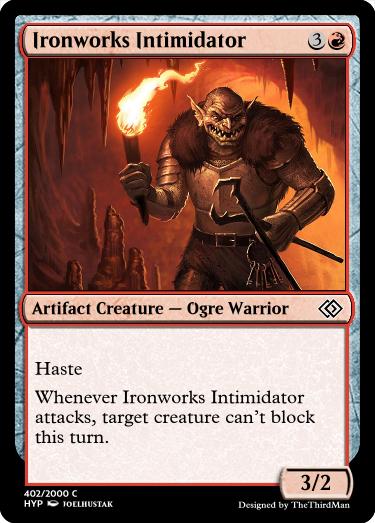 Ironworks Intimidator 3
Artifact Creature — Ogre Warrior
Haste
Whenever Ironworks Intimidator
attacks, target creature can't block
this turn.
3/2
402/2000 C
HYP JOELHUSTAK
Designed by TheThirdMan